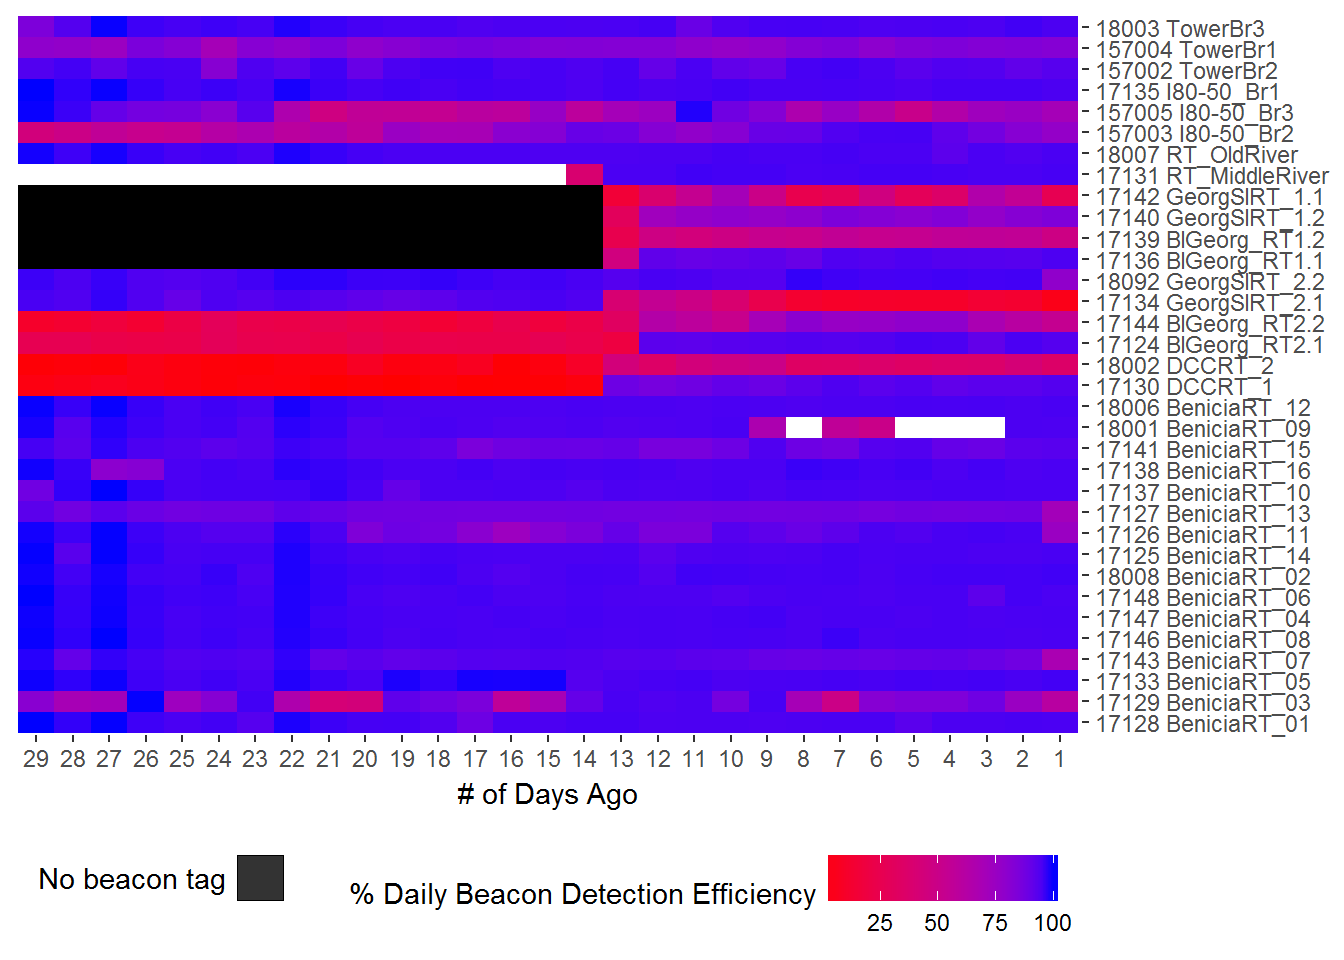 18003 TowerBr3
157004 TowerBr1
157002 TowerBr2
17135 I80-50_Br1
157005 I80-50_Br3
157003 I80-50_Br2
18007 RT_OldRiver
17131 RT_MiddleRiver
17142 GeorgSlRT_1.1
17140 GeorgSlRT_1.2
17139 BlGeorg_RT1.2
17136 BlGeorg_RT1.1
18092 GeorgSlRT_2.2
17134 GeorgSlRT_2.1
17144 BlGeorg_RT2.2
17124 BlGeorg_RT2.1
18002 DCCRT_2
17130 DCCRT_1
18006 BeniciaRT_12
18001 BeniciaRT_09
17141 BeniciaRT_15
17138 BeniciaRT_16
17137 BeniciaRT_10
17127 BeniciaRT_13
17126 BeniciaRT_11
17125 BeniciaRT_14
18008 BeniciaRT_02
17148 BeniciaRT_06
17147 BeniciaRT_04
17146 BeniciaRT_08
17143 BeniciaRT_07
17133 BeniciaRT_05
17129 BeniciaRT_03
17128 BeniciaRT_01
29 28 27 26 25 24 23 22 21 20 19 18 17 16 15 14 13 12 11 10 9 8 7 6 5 4 3 2 1
# of Days Ago
No beacon tag
% Daily Beacon Detection Efficiency
25 50 75 100